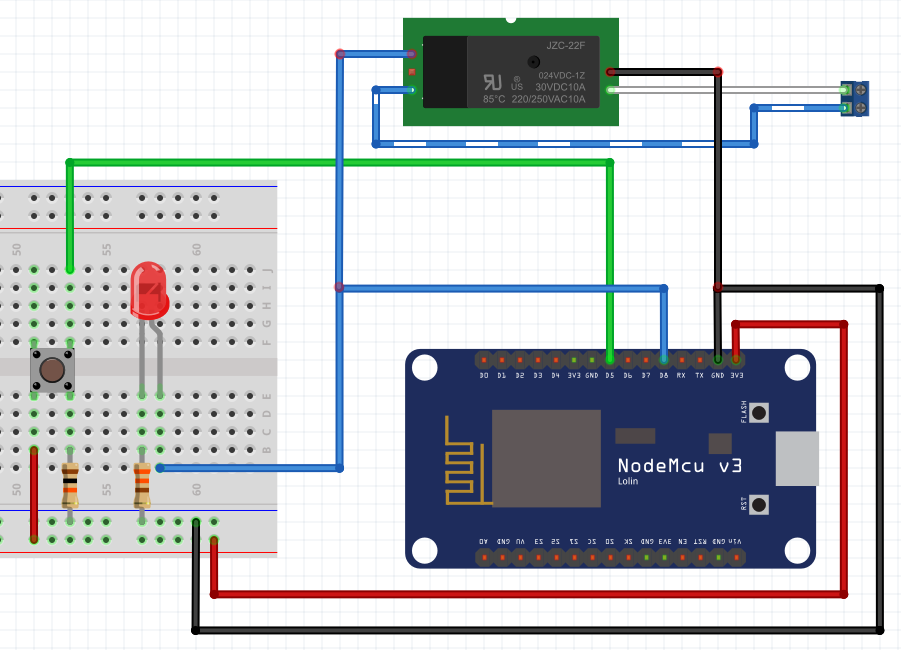 JZC-22F
024VDC-1Z
c RU US 30VDC10A
85°C 220/250VAC10A
50 55 60
J
I
H
G
F
E
D
C
B
50 60
D0 D1 D2 D3 D4 3V3 GND D5 D6 D7 D8 RX TX GND 3V3
FLASH
NodeMcu v3
Lolin
RST
A0 GND VU S3 S2 S1 SC S0 SK GND 3V3 EN RST GND Vin